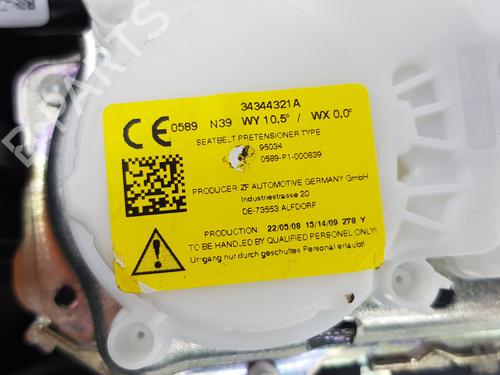 34344321A
CE 0589 N39 WY 10.5° / WX 0,0°
SEATBELT PRETENSIONER TYPE:
95034
0589-P1-000839
PRODUCER ZF AUTOMOTIVE GERMANY GmbH
Industriestrasse 20
DE-73553 ALFDORF
PRODUCTION 22/05/08 15/14/09 278 Y
TO BE HANDLED BY QUALIFIED PERSONEL ONLY!
Umgang nur durch geschultes Personal erlaubt!
B-PARTS